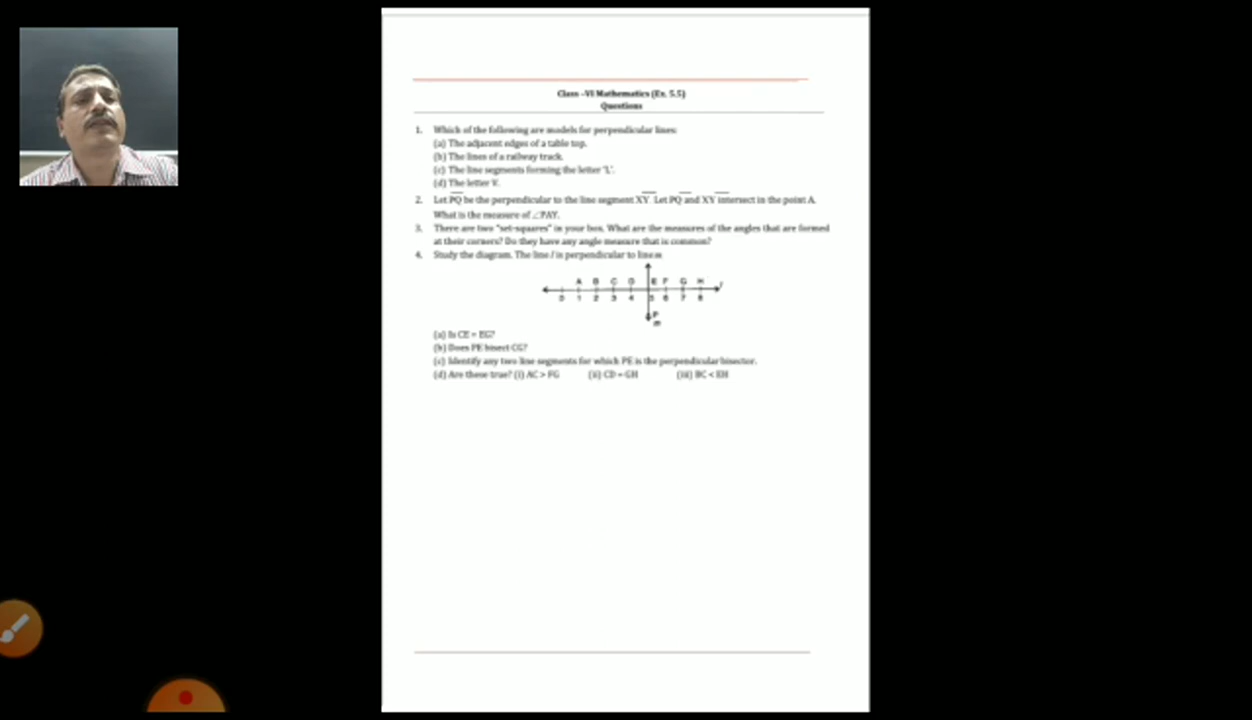 Class -VI Mathematics (Ex. 5.5)
Questions
1. Which of the following are models for perpendicular lines:
(a) The adjacent edges of a table top.
(b) The lines of a railway track.
(c) The line segments forming the letter 'L'.
(d) The letter V.
2. Let PQ be the perpendicular to the line segment XY. Let PQ and XY intersect in the point A.
What is the measure of ∠PAY.
3. There are two "set-squares" in your box. What are the measures of the angles that are formed
at their corners? Do they have any angle measure that is common?
4. Study the diagram. The line l is perpendicular to line m
A B C D E F G H l
0 1 2 3 4 5 6 7 8
P
m
(a) Is CE = EG?
(b) Does PE bisect CG?
(c) Identify any two line segments for which PE is the perpendicular bisector.
(d) Are these true? (i) AC > FG (ii) CD = GH (iii) BC < EH